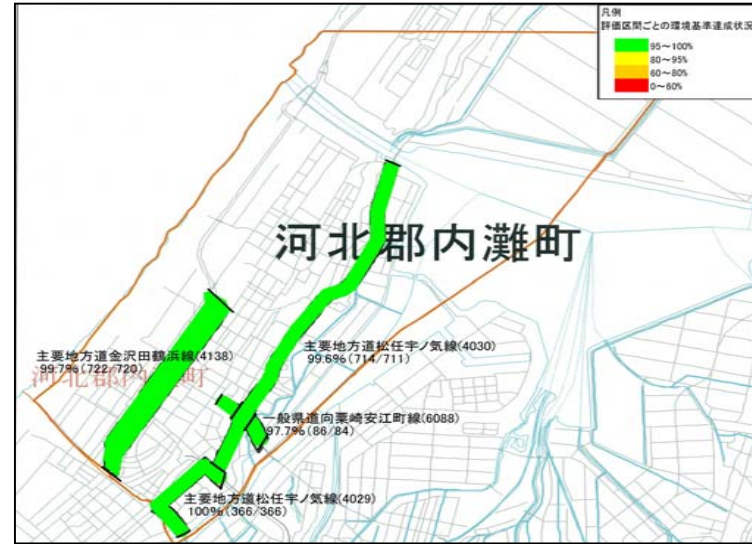 凡例
評価区間ごとの環境基準達成状況
95～100%
80～95%
60～80%
0～60%
河北郡内灘町
主要地方道松任宇ノ気線(4030)
99.6%(714/711)
主要地方道金沢田鶴浜線(4138)
99.7%(722/720)
河北郡内灘町
一般県道向粟崎安江町線(6088)
97.7%(86/84)
主要地方道松任宇ノ気線(4029)
100%(366/366)